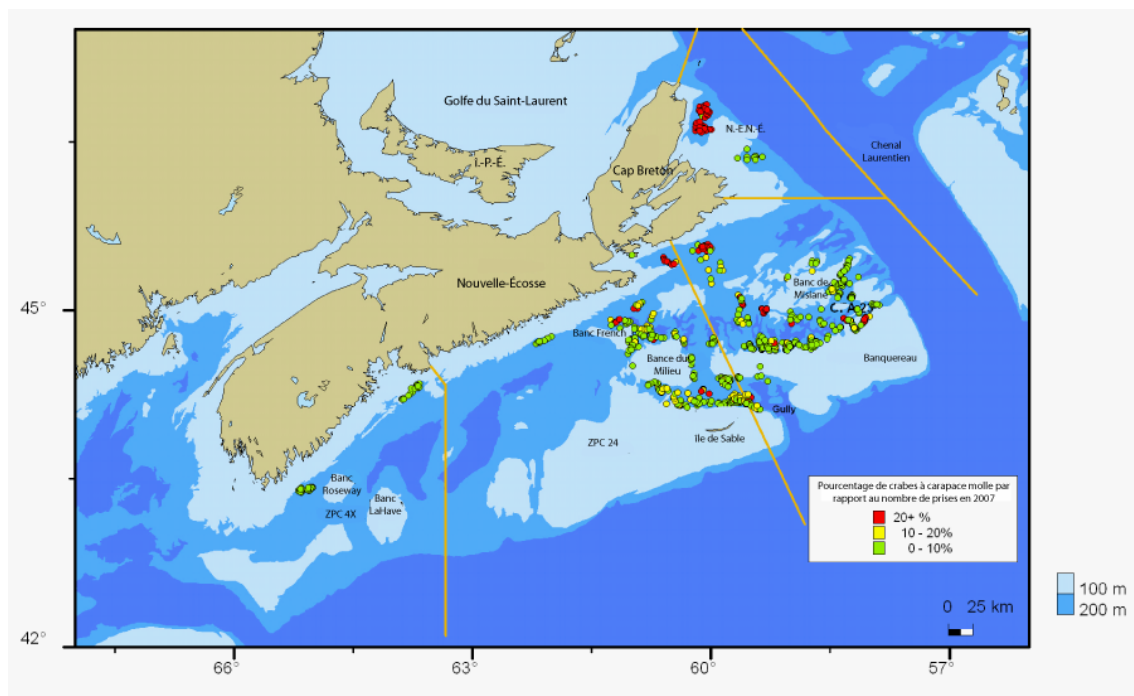 Golfe du Saint-Laurent
N.-E.N.-É.
Chenal
Laurentien
I.-P.-É.
Cap Breton
Nouvelle-Écosse
Banc de
Misiane
45°
Banc French
Bance du
Milieu
Banquereau
Gully
ZPC 24
île de Sable
Banc
Roseway
Banc
LaHave
ZPC 4X
Pourcentage de crabes à carapace molle par
rapport au nombre de prises en 2007
20+ %
10 - 20%
0 - 10%
100 m
200 m
0 25 km
42°
66°
63°
60°
57°